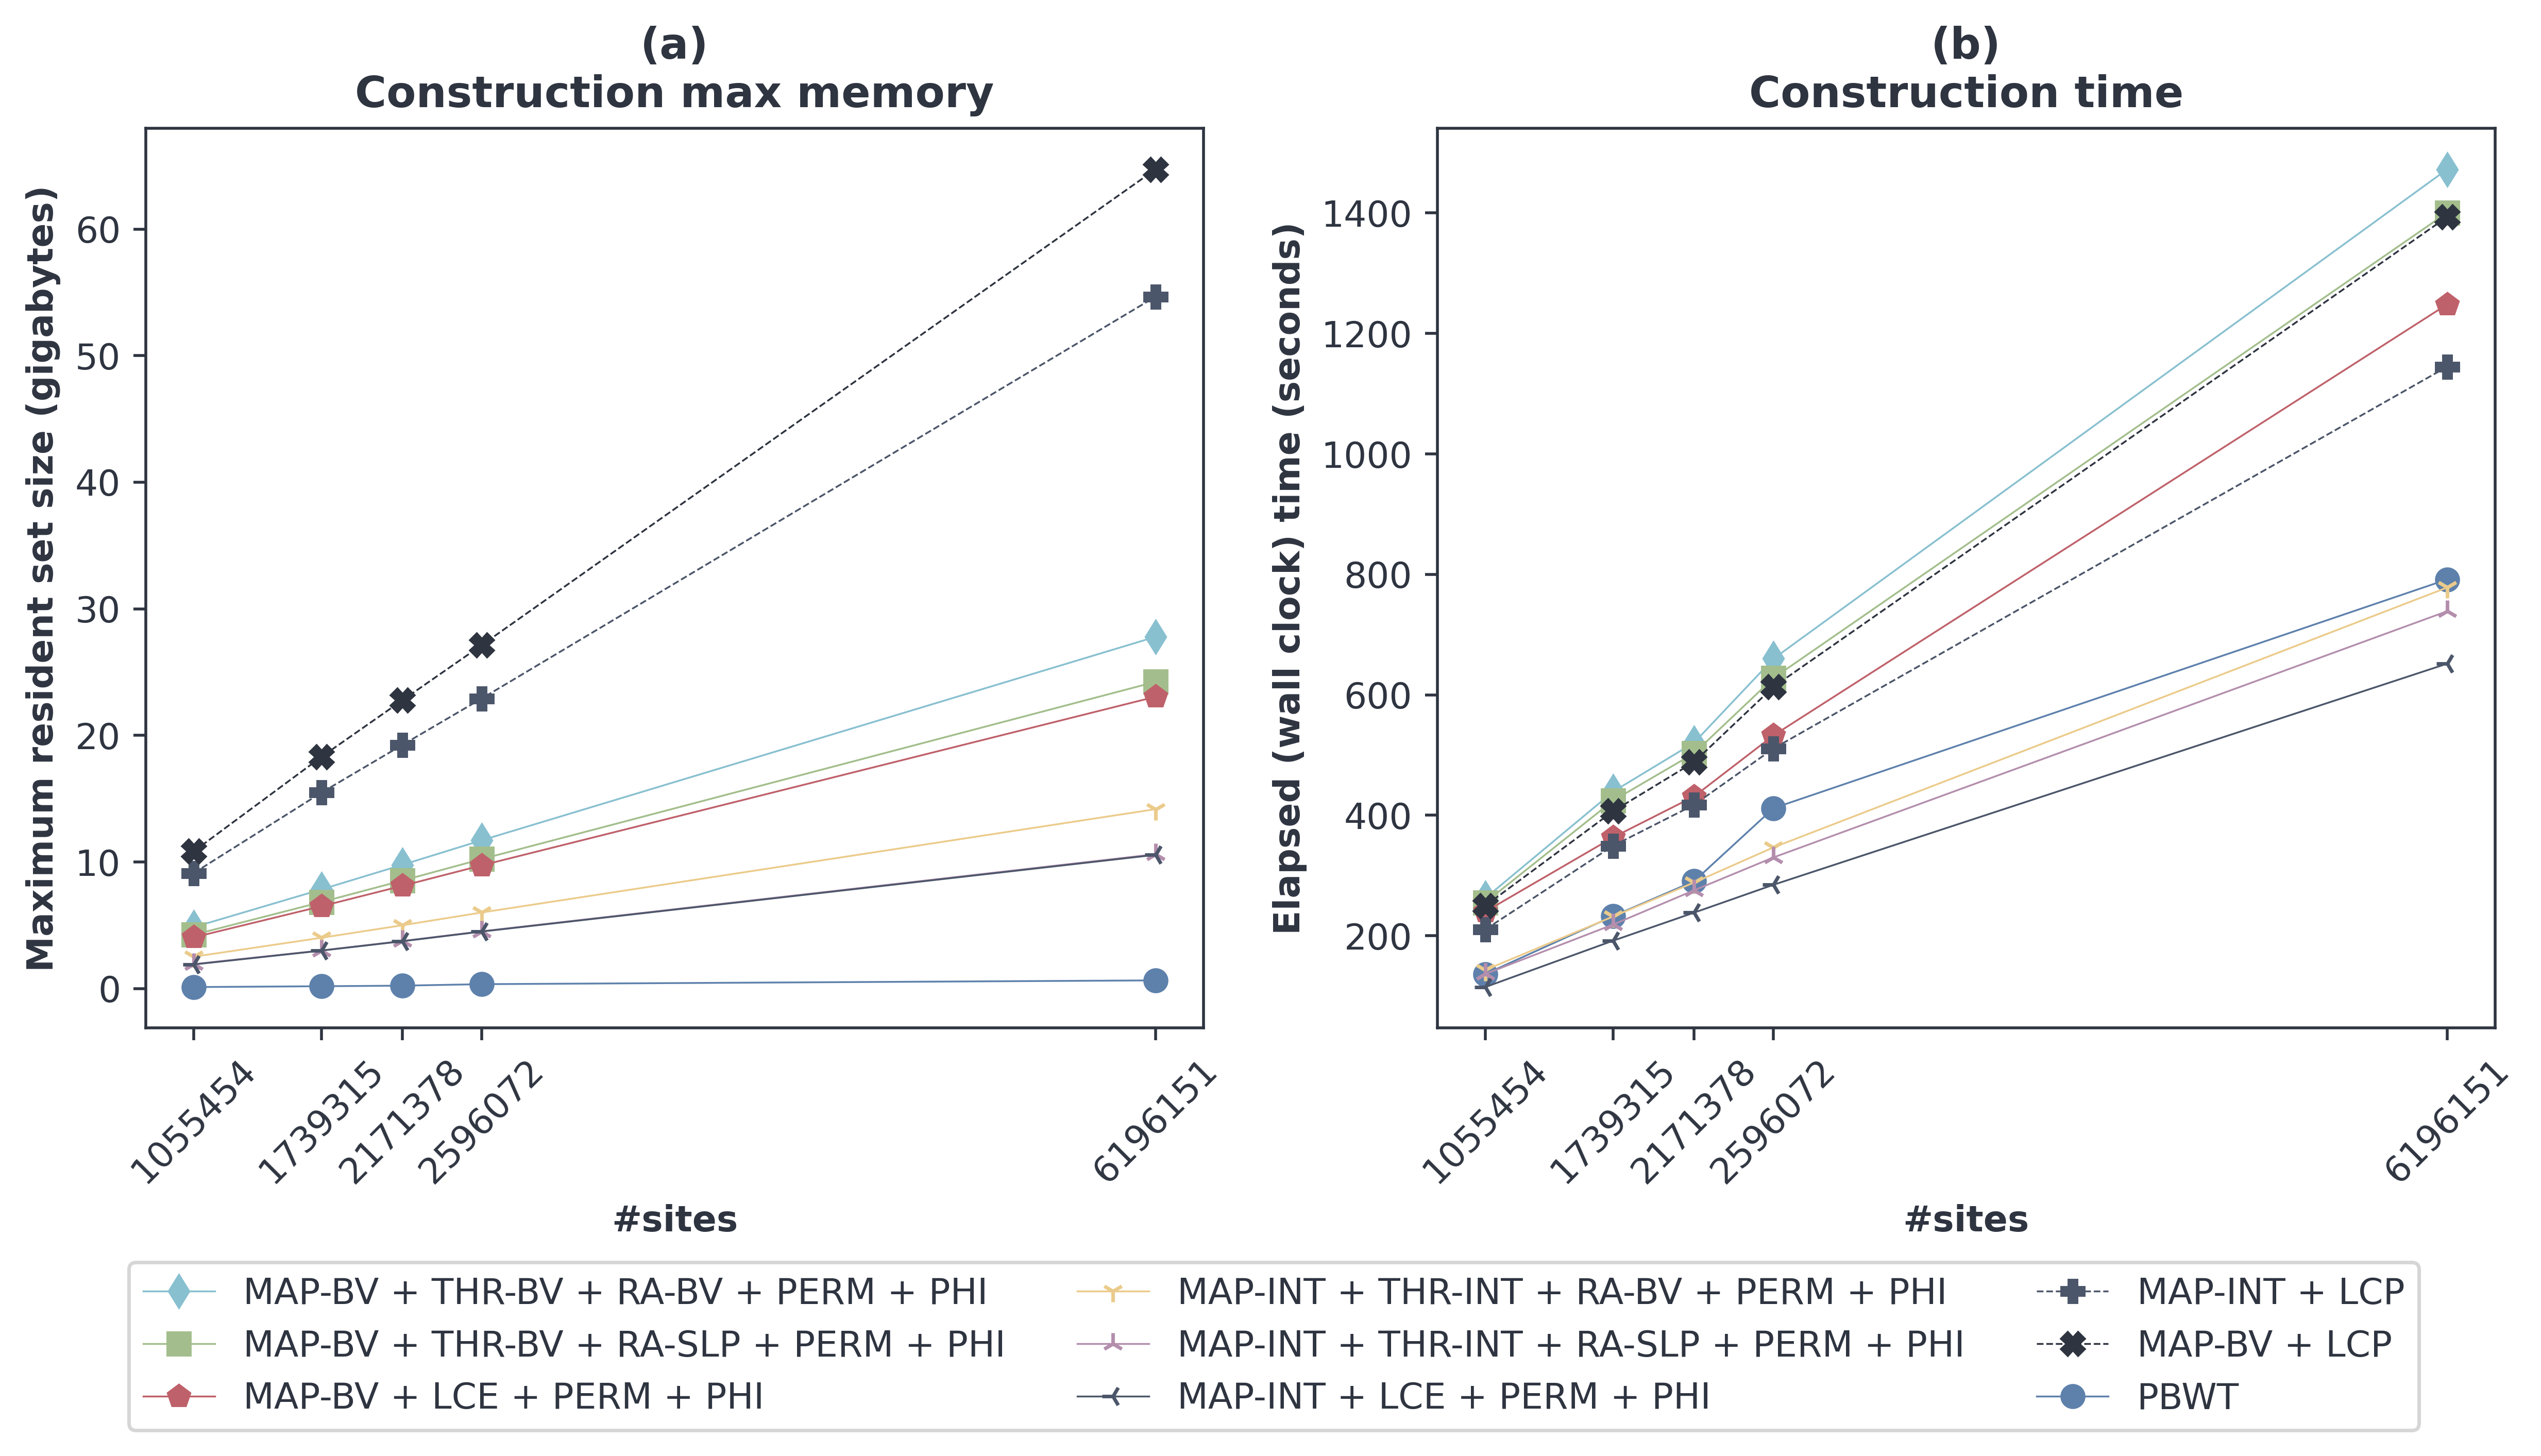 (a)
Construction max memory
Maximum resident set size (gigabytes)
60
50
40
30
20
10
0
1055454
1739315
2171378
2596072
6196151
#sites
(b)
Construction time
Elapsed (wall clock) time (seconds)
1400
1200
1000
800
600
400
200
1055454
1739315
2171378
2596072
6196151
#sites
MAP-BV + THR-BV + RA-BV + PERM + PHI
MAP-BV + THR-BV + RA-SLP + PERM + PHI
MAP-BV + LCE + PERM + PHI
MAP-INT + THR-INT + RA-BV + PERM + PHI
MAP-INT + THR-INT + RA-SLP + PERM + PHI
MAP-INT + LCE + PERM + PHI
MAP-INT + LCP
MAP-BV + LCP
PBWT